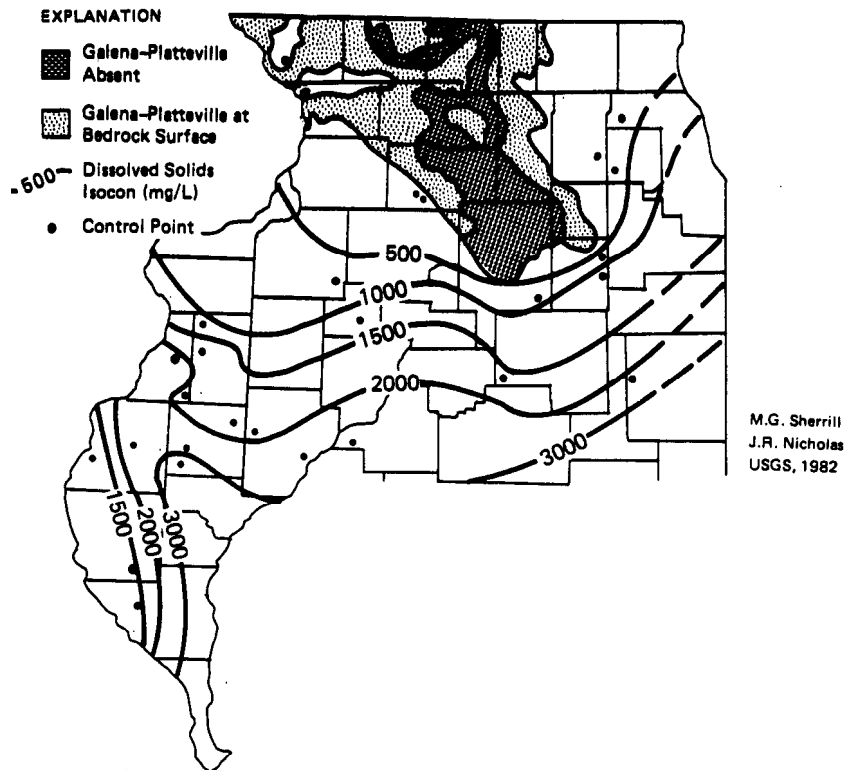 EXPLANATION
Galena-Platteville
Absent
Galena-Platteville at
Bedrock Surface
-500-
Dissolved Solids
Isocon (mg/L)
Control Point
500
1000
1500
2000
3000
1500
2000
3000
M.G. Sherrill
J.R. Nicholas
USGS, 1982